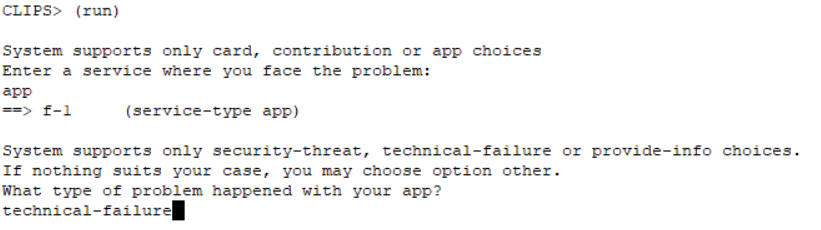 CLIPS> (run)
System supports only card, contribution or app choices
Enter a service where you face the problem:
app
==> f-1     (service-type app)
System supports only security-threat, technical-failure or provide-info choices.
If nothing suits your case, you may choose option other.
What type of problem happened with your app?
technical-failure